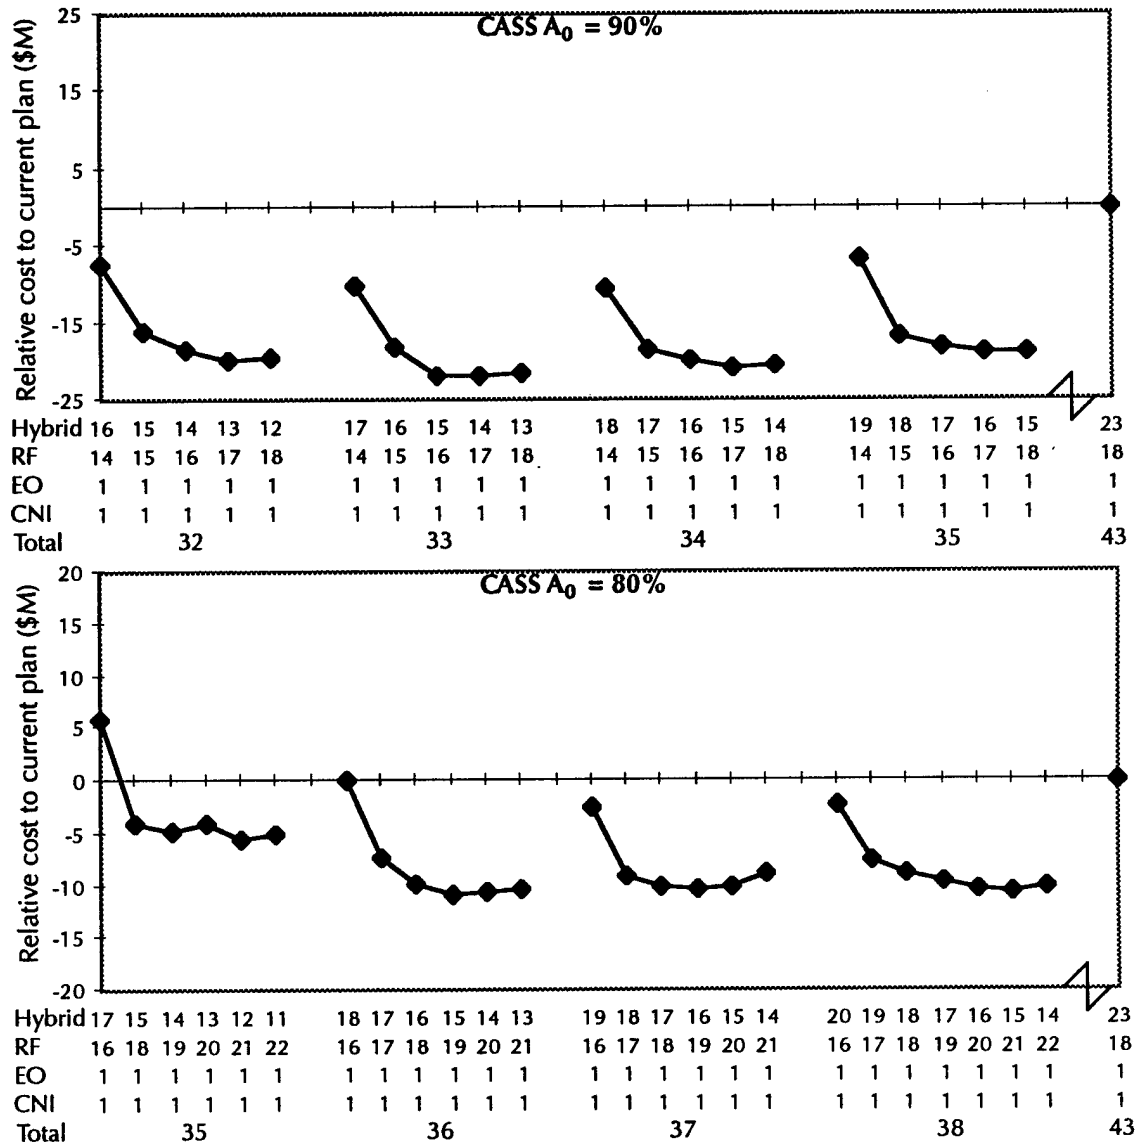 CASS A0 = 90%
Relative cost to current plan ($M)
25
15
5
-5
-15
-25
Hybrid 16 15 14 13 12 17 16 15 14 13 18 17 16 15 14 19 18 17 16 15 23
RF 14 15 16 17 18 14 15 16 17 18 14 15 16 17 18 14 15 16 17 18 18
EO 1 1 1 1 1 1 1 1 1 1 1 1 1 1 1 1 1 1 1 1 1
CNI 1 1 1 1 1 1 1 1 1 1 1 1 1 1 1 1 1 1 1 1 1
Total 32 33 34 35 43
CASS A0 = 80%
Relative cost to current plan ($M)
20
15
10
5
0
-5
-10
-15
-20
Hybrid 17 15 14 13 12 11 18 17 16 15 14 13 19 18 17 16 15 14 20 19 18 17 16 15 14 23
RF 16 18 19 20 21 22 16 17 18 19 20 21 16 17 18 19 20 21 16 17 18 19 20 21 22 18
EO 1 1 1 1 1 1 1 1 1 1 1 1 1 1 1 1 1 1 1 1 1 1 1 1 1 1
CNI 1 1 1 1 1 1 1 1 1 1 1 1 1 1 1 1 1 1 1 1 1 1 1 1 1 1
Total 35 36 37 38 43